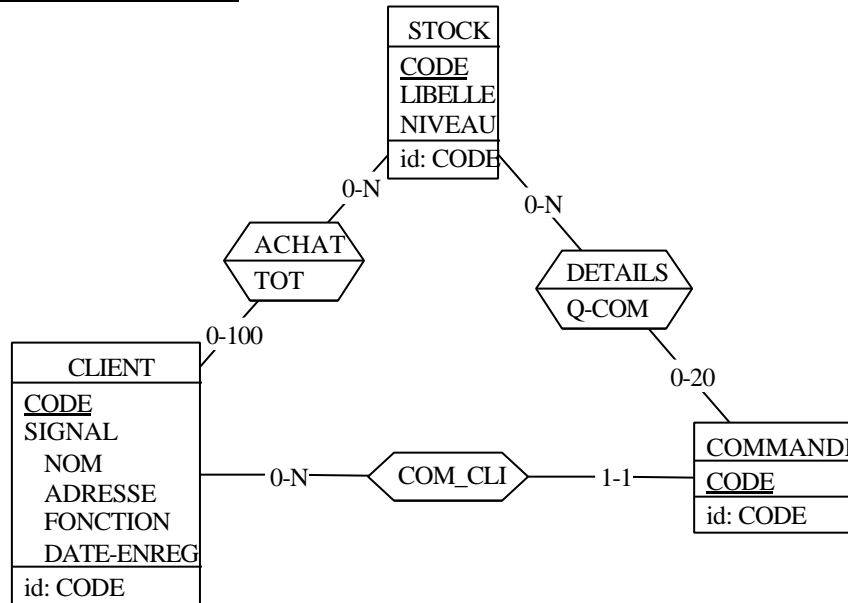 STOCK
CODE
LIBELLE
NIVEAU
id: CODE
0-N
0-N
ACHAT
TOT
DETAILS
Q-COM
0-100
0-20
CLIENT
CODE
SIGNAL
NOM
ADRESSE
FONCTION
DATE-ENREG
id: CODE
0-N
COM_CLI
1-1
COMMANDE
CODE
id: CODE